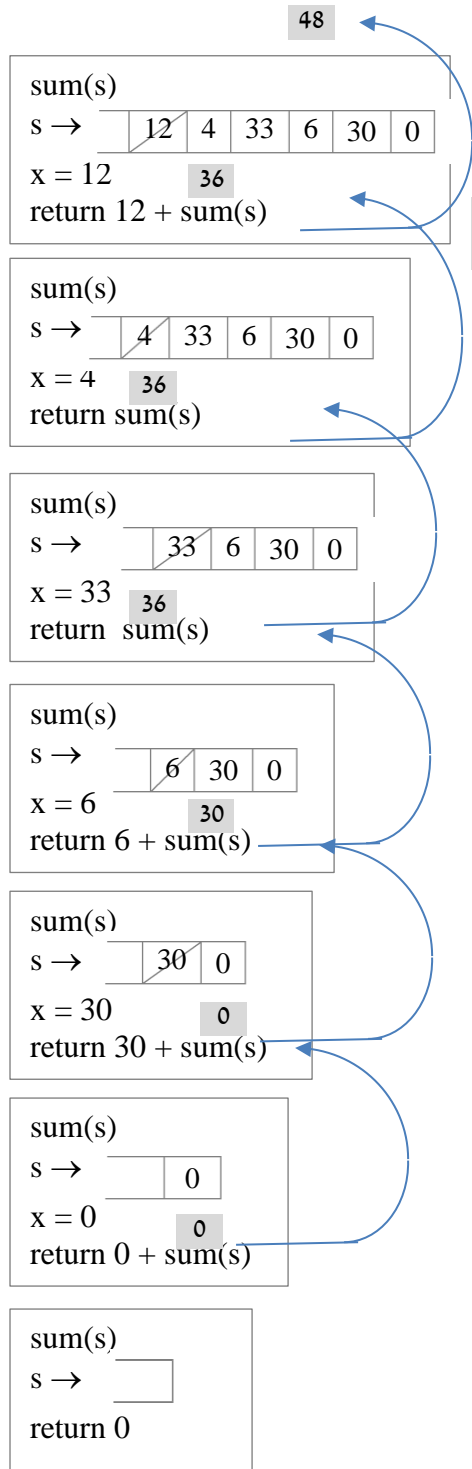 48
sum(s)
s → 12 4 33 6 30 0
x = 12 36
return 12 + sum(s)
sum(s)
s → 4 33 6 30 0
x = 4 36
return sum(s)
sum(s)
s → 33 6 30 0
x = 33 36
return sum(s)
sum(s)
s → 6 30 0
x = 6 30
return 6 + sum(s)
sum(s)
s → 30 0
x = 30 0
return 30 + sum(s)
sum(s)
s → 0
x = 0 0
return 0 + sum(s)
sum(s)
s →
return 0